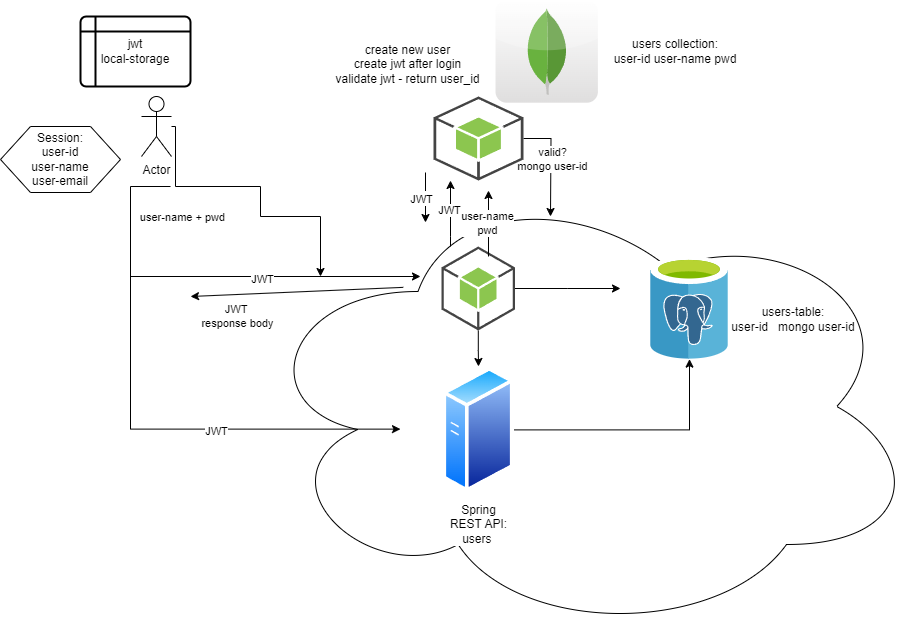 jwt
local-storage
create new user
create jwt after login
validate jwt - return user_id
users collection:
user-id user-name pwd
Session:
user-id
user-name
user-email
Actor
valid?
mongo user-id
JWT
JWT
user-name
pwd
user-name + pwd
JWT
JWT
response body
users-table:
user-id mongo user-id
JWT
Spring
REST API:
users